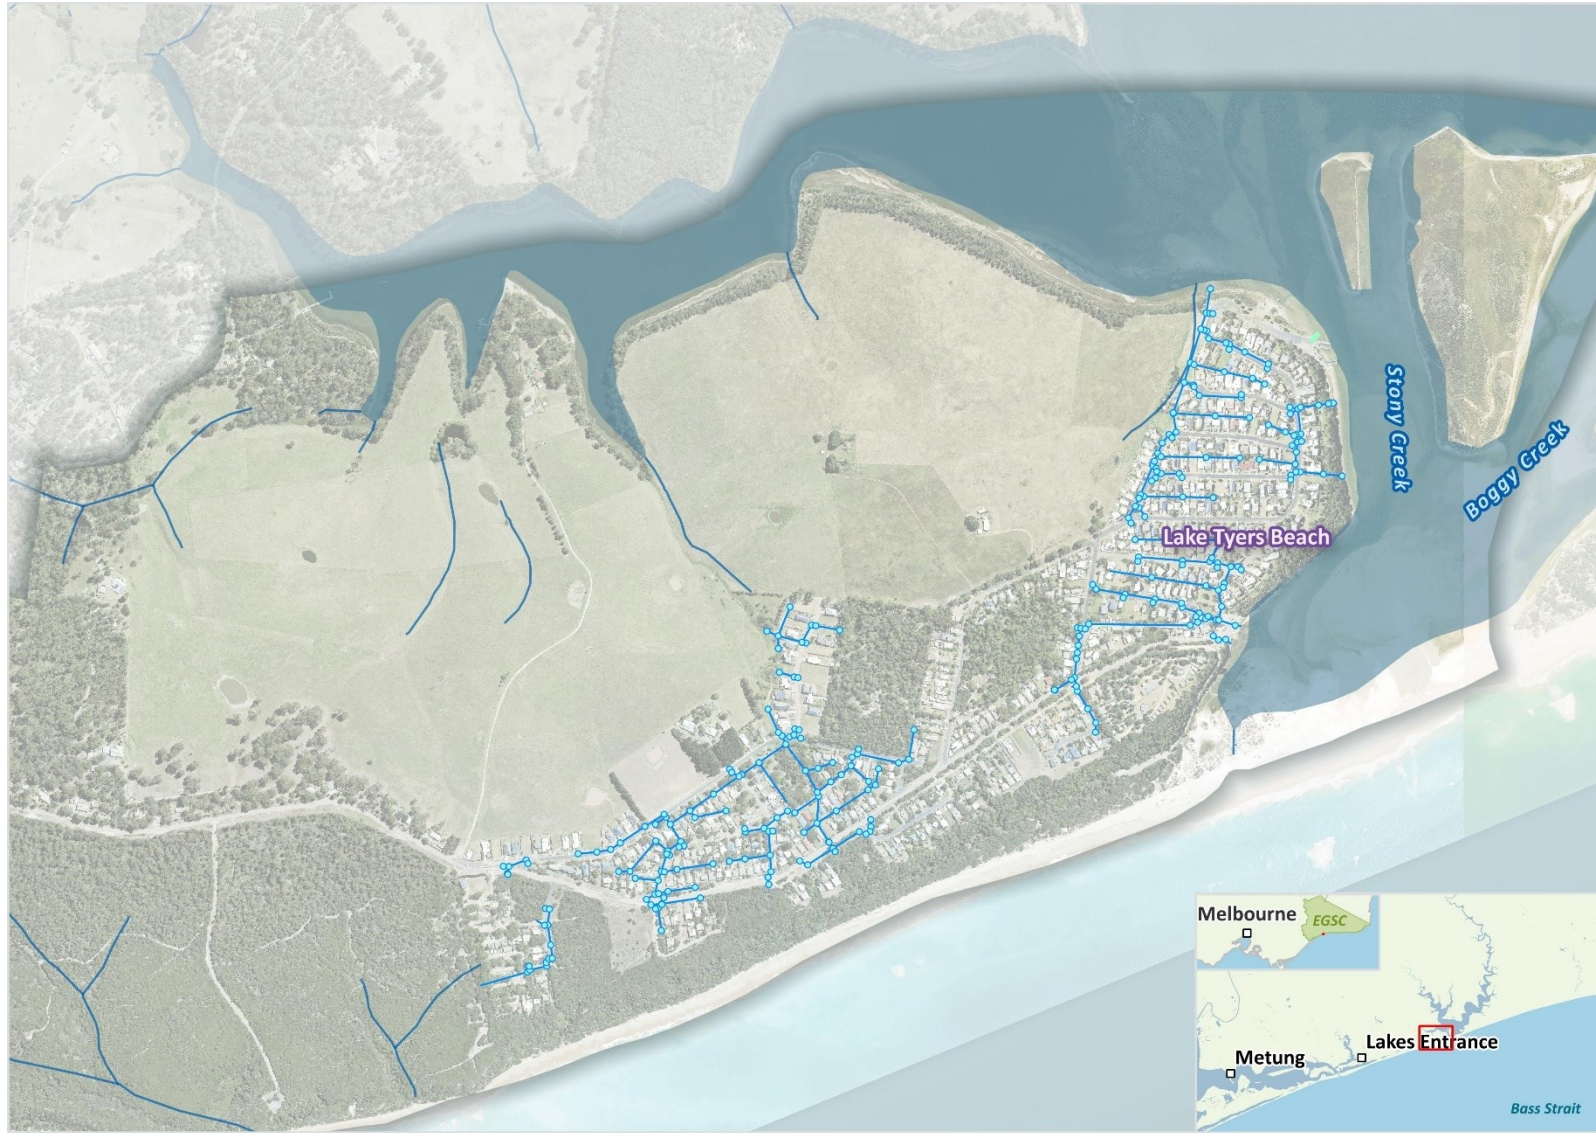 Stony Creek
Boggy Creek
Lake Tyers Beach
Melbourne
EGSC
Lakes Entrance
Metung
Bass Strait